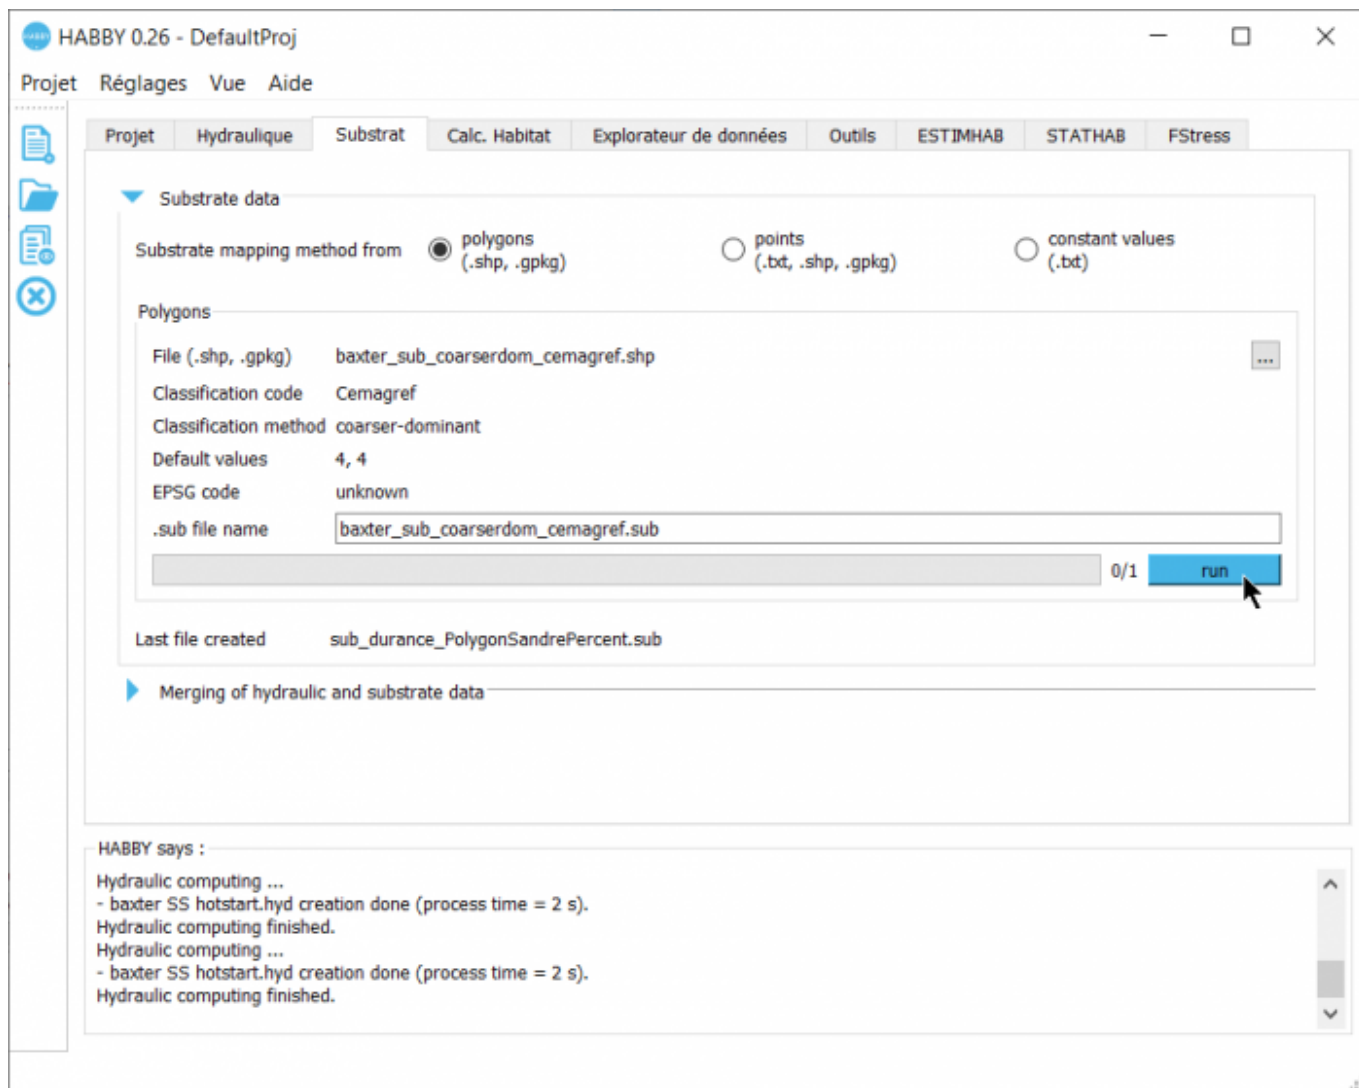 HABBY 0.26 - DefaultProj
Projet Réglages Vue Aide
Projet Hydraulique Substrat Calc. Habitat Explorateur de données Outils ESTIMHAB STATHAB FStress
Substrate data
Substrate mapping method from
polygons
(.shp, .gpkg)
points
(.txt, .shp, .gpkg)
constant values
(.txt)
Polygons
File (.shp, .gpkg) baxter_sub_coarserdom_cemagref.shp ...
Classification code Cemagref
Classification method coarser-dominant
Default values 4, 4
EPSG code unknown
.sub file name baxter_sub_coarserdom_cemagref.sub
0/1 run
Last file created sub_durance_PolygonSandrePercent.sub
Merging of hydraulic and substrate data
HABBY says :
Hydraulic computing ...
- baxter SS hotstart.hyd creation done (process time = 2 s).
Hydraulic computing finished.
Hydraulic computing ...
- baxter SS hotstart.hyd creation done (process time = 2 s).
Hydraulic computing finished.